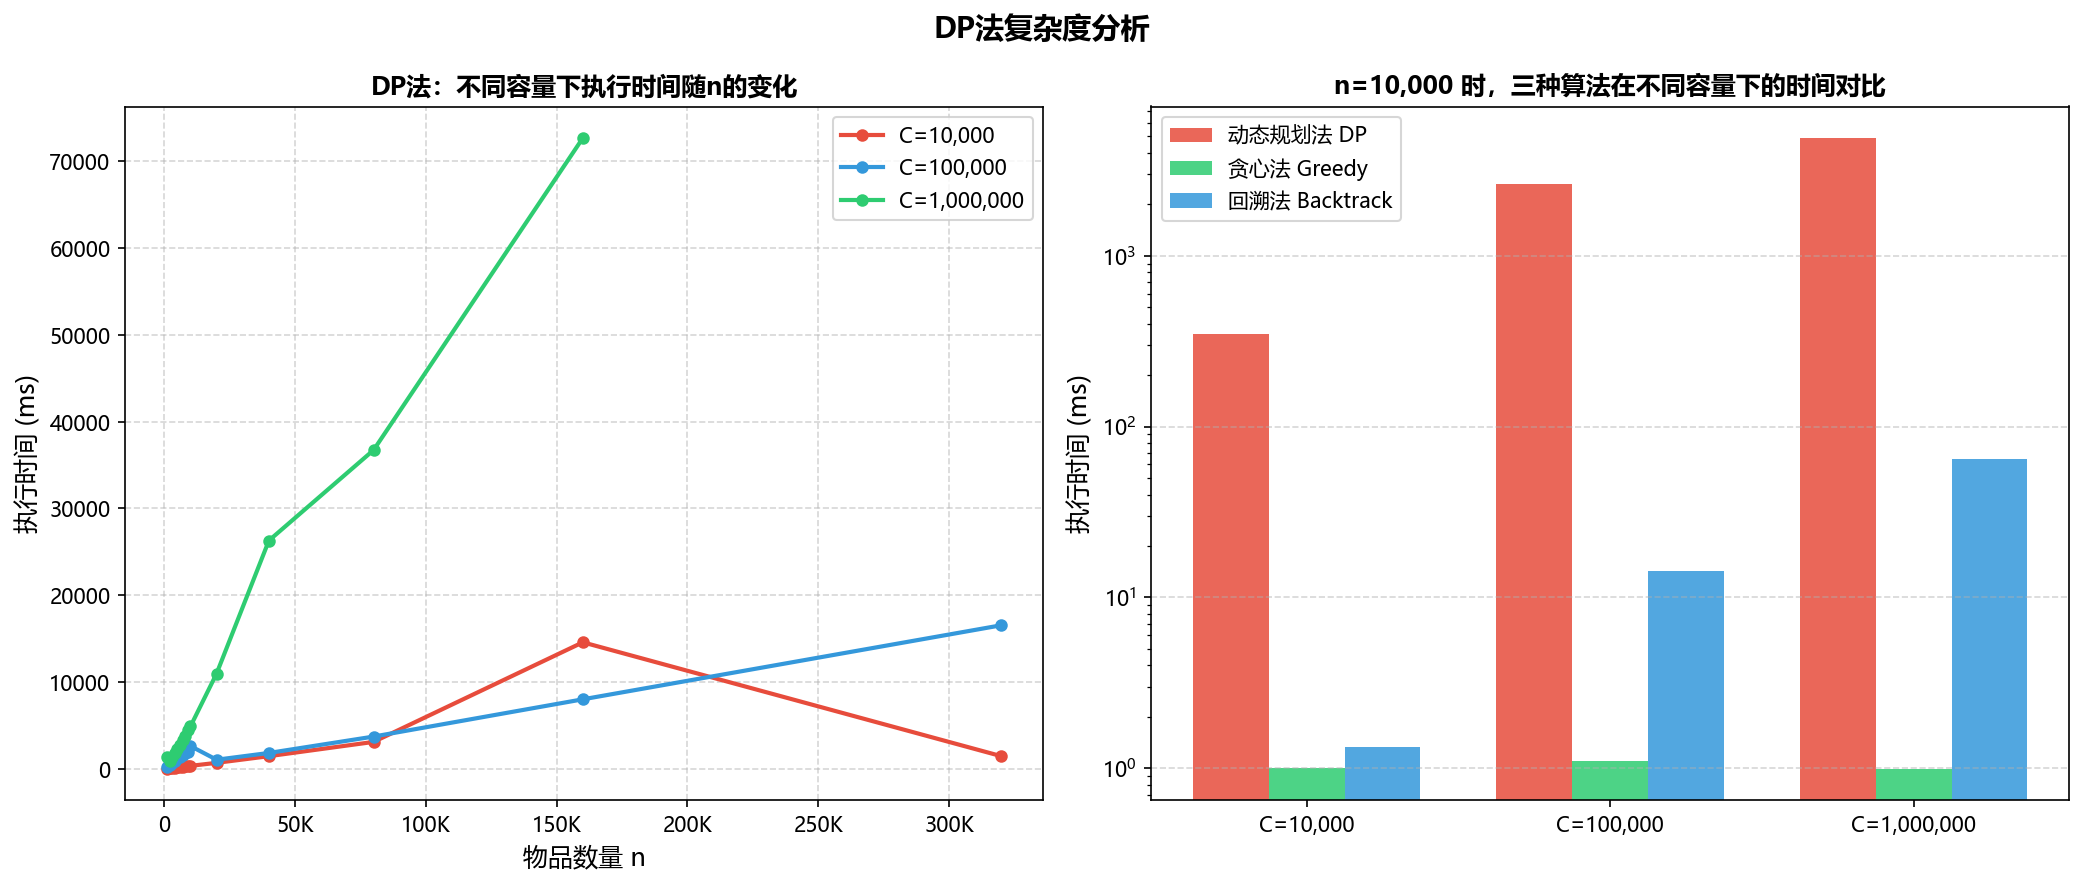 DP法复杂度分析
DP法：不同容量下执行时间随n的变化
C=10,000
C=100,000
C=1,000,000
执行时间 (ms)
70000
60000
50000
40000
30000
20000
10000
0
0 50K 100K 150K 200K 250K 300K
物品数量 n
n=10,000 时，三种算法在不同容量下的时间对比
动态规划法 DP
贪心法 Greedy
回溯法 Backtrack
执行时间 (ms)
10³
10²
10¹
10⁰
C=10,000 C=100,000 C=1,000,000